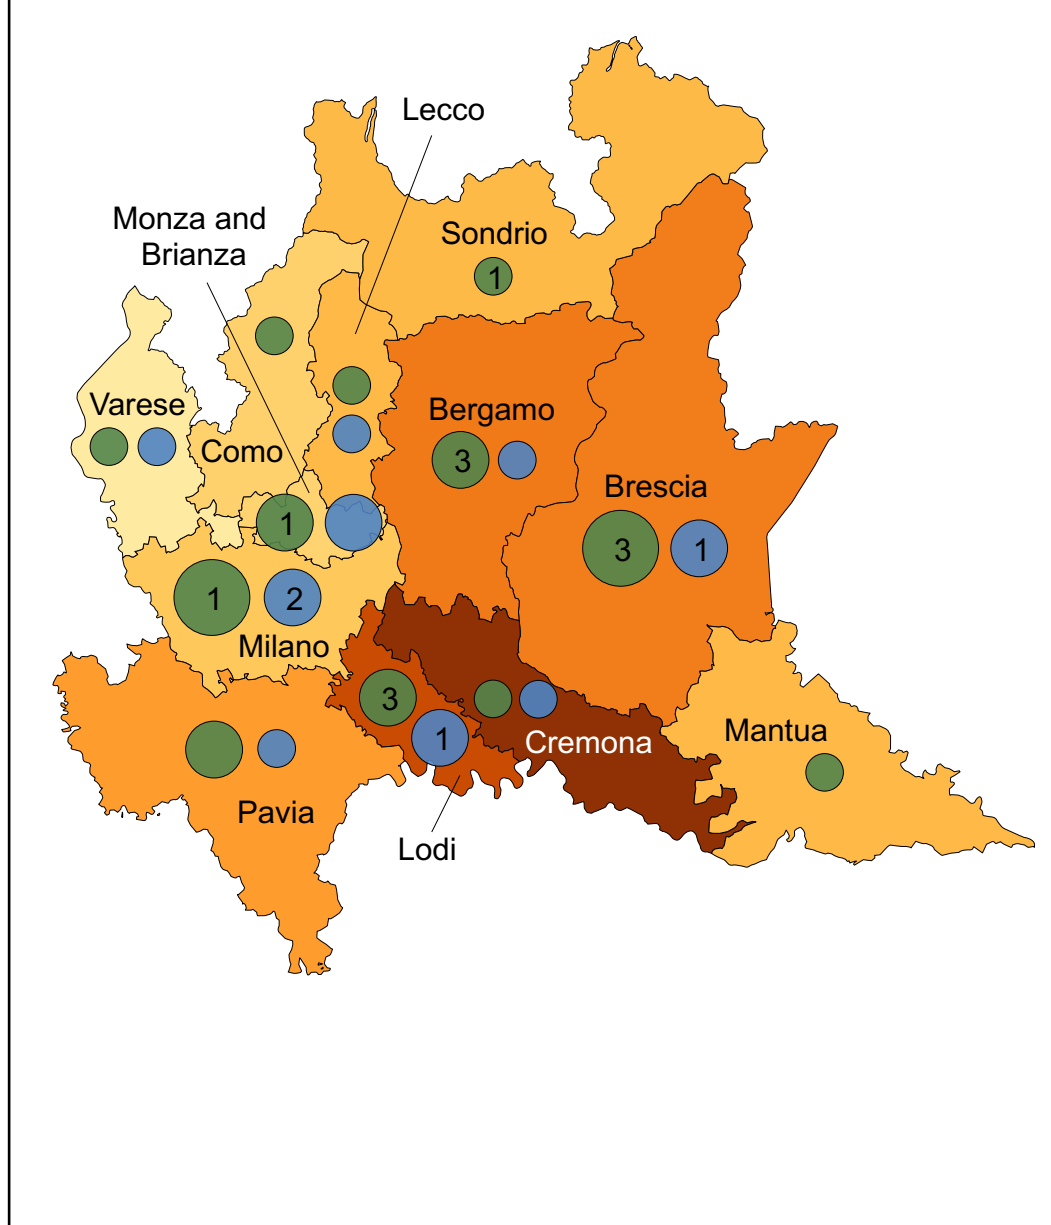 Lecco
Monza and
Brianza
Sondrio
1
Varese
Como
Bergamo
3
Brescia
3
1
1
1
2
Milano
3
1
Cremona
Mantua
Pavia
Lodi